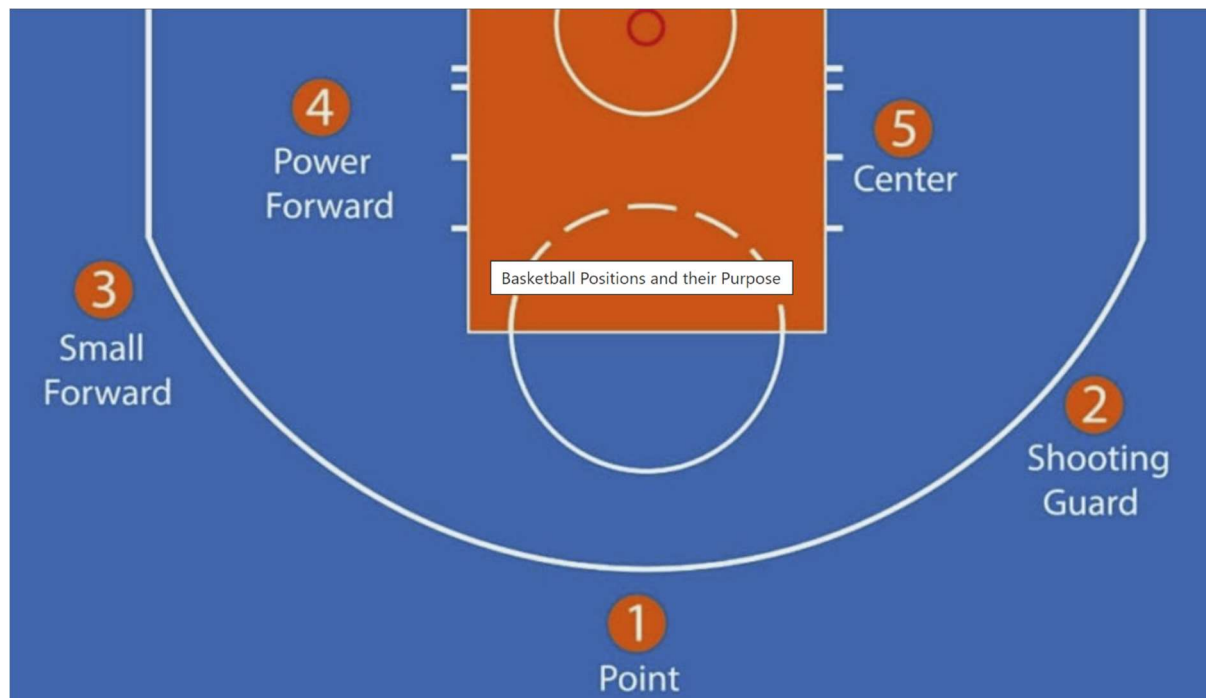 4
Power
Forward
5
Center
Basketball Positions and their Purpose
3
Small
Forward
2
Shooting
Guard
1
Point